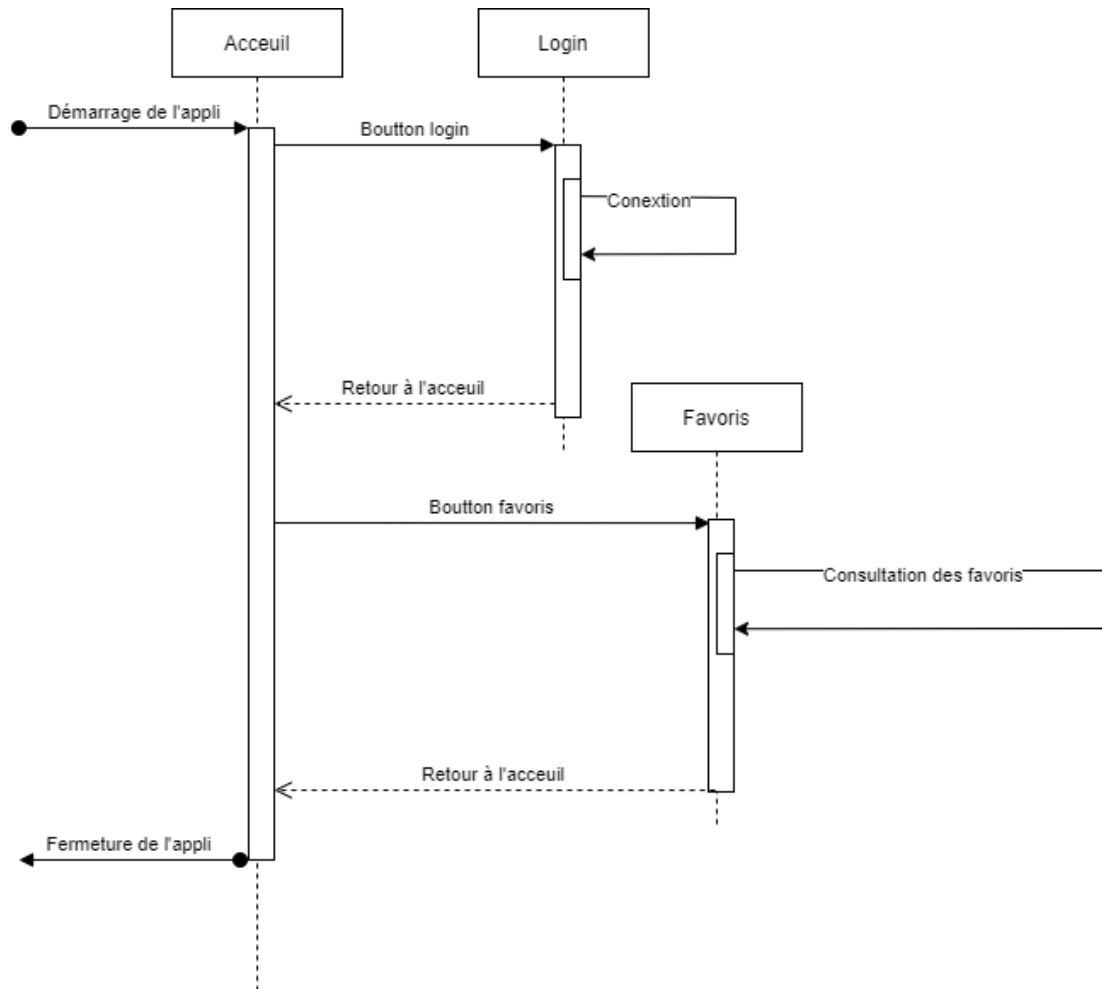 Acceuil
Login
Démarrage de l'appli
Boutton login
Conextion
Retour à l'acceuil
Favoris
Boutton favoris
Consultation des favoris
Retour à l'acceuil
Fermeture de l'appli